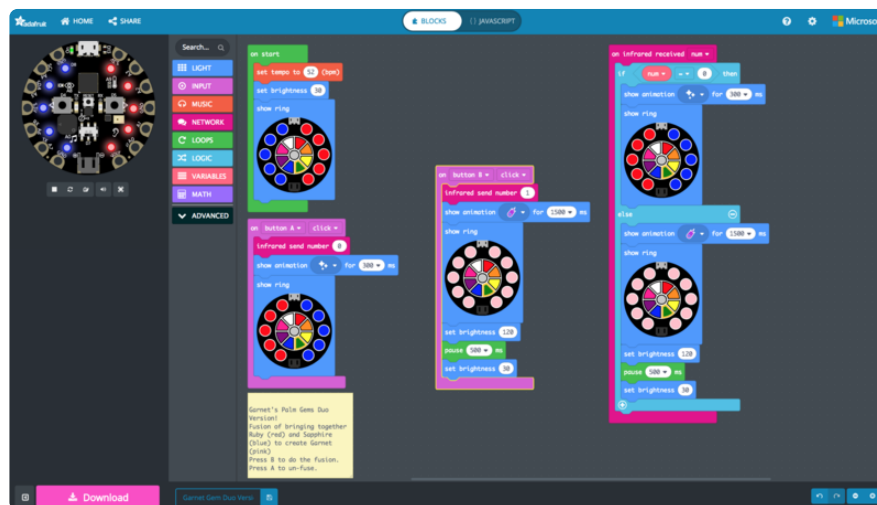 adafruit HOME SHARE BLOCKS {} JAVASCRIPT Microso
Search...
LIGHT
INPUT
MUSIC
NETWORK
LOOPS
LOGIC
VARIABLES
MATH
ADVANCED
on start
set tempo to 52 (bpm)
set brightness 30
show ring
on button A click
infrared send number 0
show animation for 300 ms
show ring
Garnet's Palm Gems Duo
Version!
Fusion of bringing together
Ruby (red) and Sapphire
(blue) to create Garnet
(pink)
Press B to do the fusion.
Press A to un-fuse.
on button B click
infrared send number 1
show animation for 1500 ms
show ring
set brightness 120
pause 500 ms
set brightness 30
on infrared received num
if num = 0 then
show animation for 300 ms
show ring
else
show animation for 1500 ms
show ring
set brightness 120
pause 500 ms
set brightness 30
Download
Garnet Gem Duo Versi